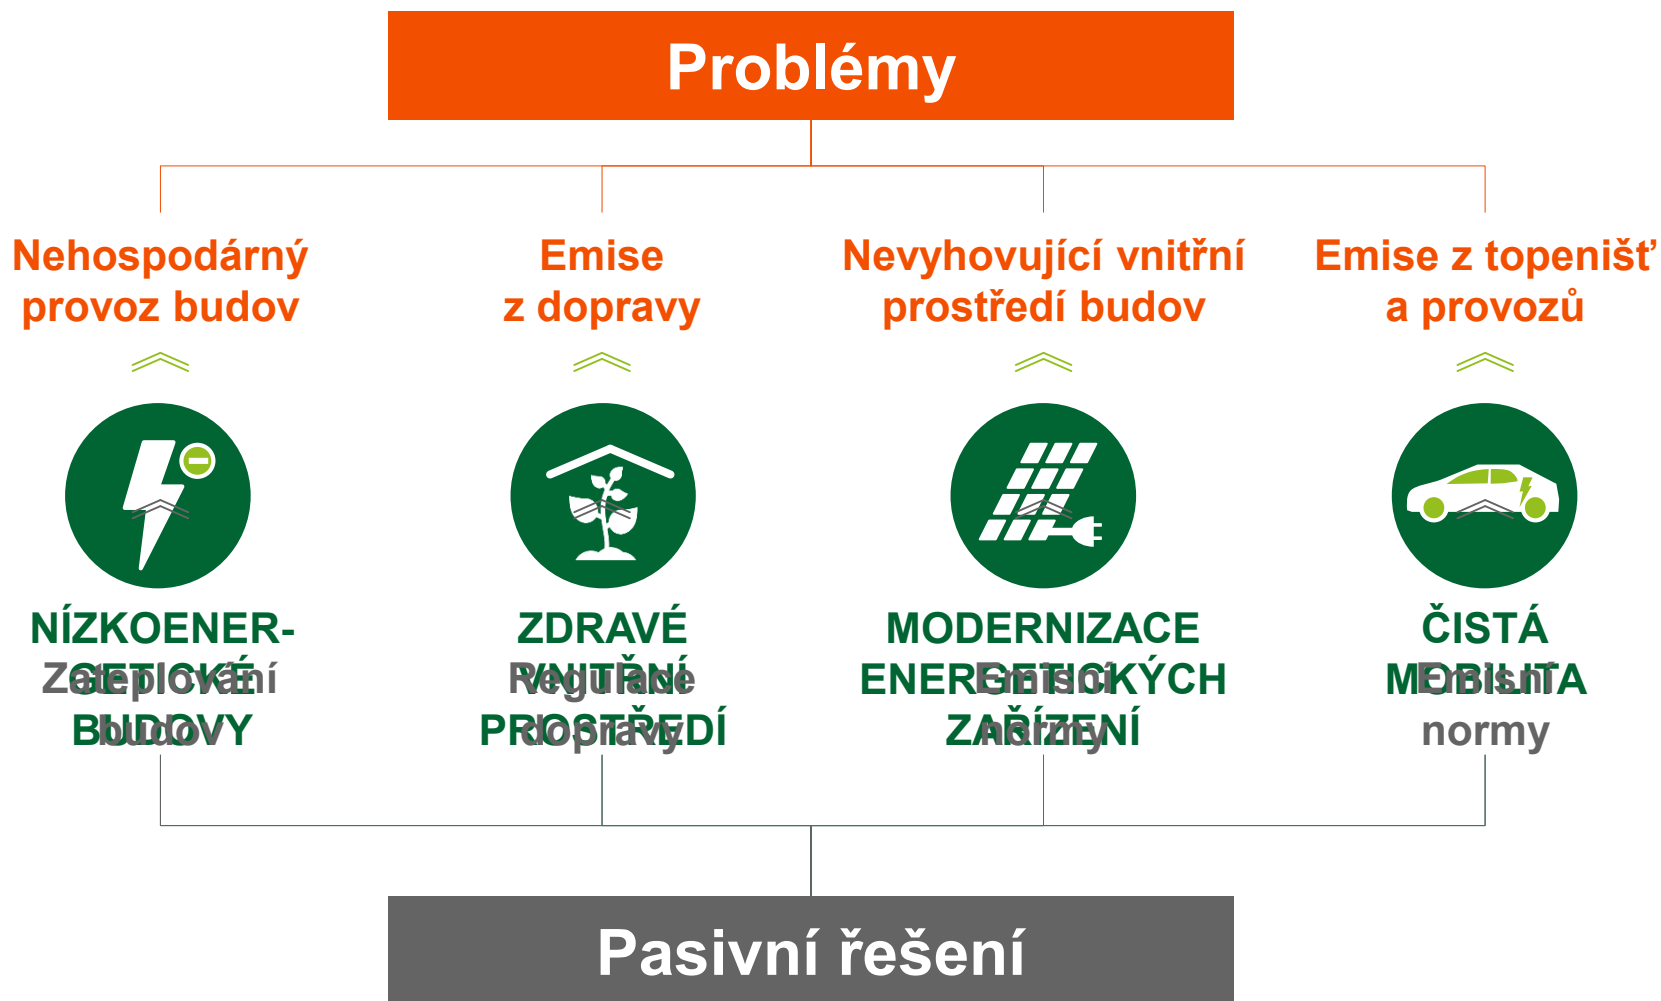 Problémy
Nehospodárný
provoz budov
Emise
z dopravy
Nevyhovující vnitřní
prostředí budov
Emise z topenišť
a provozů
NÍZKOENER-
GETICKÉ
BUDOVY
Zateplování
budov
ZDRAVÉ
VNITŘNÍ
PROSTŘEDÍ
Regulace
dopravy
MODERNIZACE
ENERGETICKÝCH
ZAŘÍZENÍ
Emisní
normy
ČISTÁ
MOBILITA
Emisní
normy
Pasivní řešení